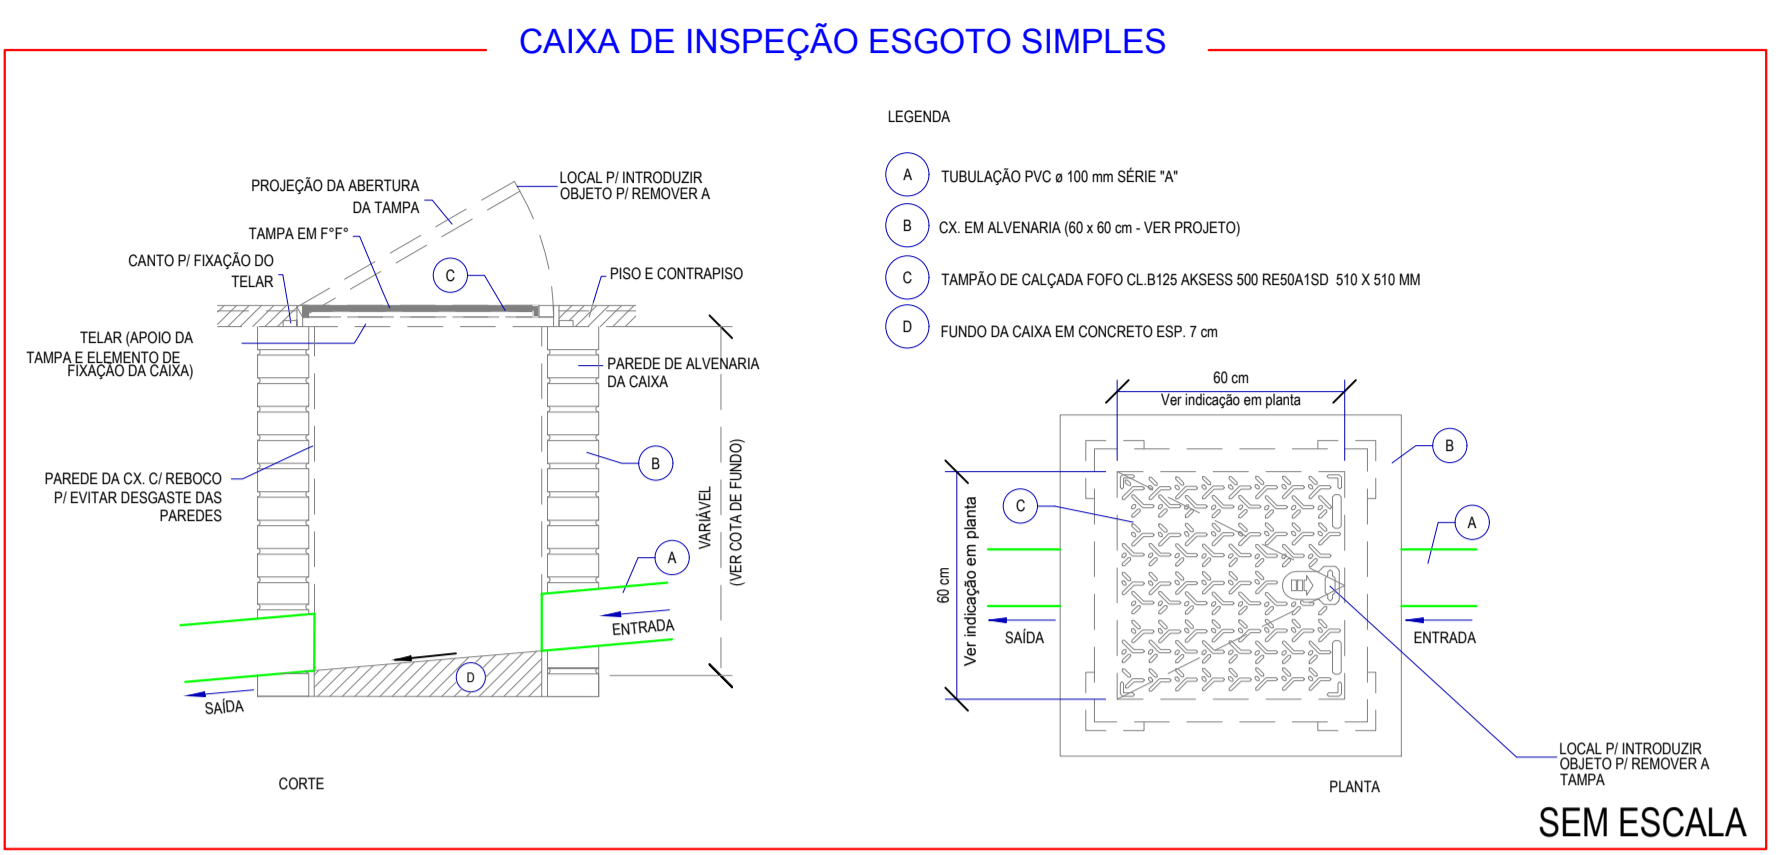 CAIXA DE INSPEÇÃO ESGOTO SIMPLES
PROJEÇÃO DA ABERTURA
DA TAMPA
LOCAL P/ INTRODUZIR
OBJETO P/ REMOVER A
TAMPA EM F°F°
CANTO P/ FIXAÇÃO DO
TELAR
C
PISO E CONTRAPISO
TELAR (APOIO DA
TAMPA E ELEMENTO DE
FIXAÇÃO DA CAIXA)
PAREDE DE ALVENARIA
DA CAIXA
PAREDE DA CX. C/ REBOCO
P/ EVITAR DESGASTE DAS
PAREDES
B
VARIÁVEL
(VER COTA DE FUNDO)
A
ENTRADA
D
SAÍDA
CORTE
LEGENDA
A TUBULAÇÃO PVC ø 100 mm SÉRIE "A"
B CX. EM ALVENARIA (60 x 60 cm - VER PROJETO)
C TAMPÃO DE CALÇADA FOFO CL.B125 AKSESS 500 RE50A1SD 510 X 510 MM
D FUNDO DA CAIXA EM CONCRETO ESP. 7 cm
60 cm
Ver indicação em planta
B
60 cm
Ver indicação em planta
C
A
SAÍDA
ENTRADA
LOCAL P/ INTRODUZIR
OBJETO P/ REMOVER A
TAMPA
PLANTA
SEM ESCALA